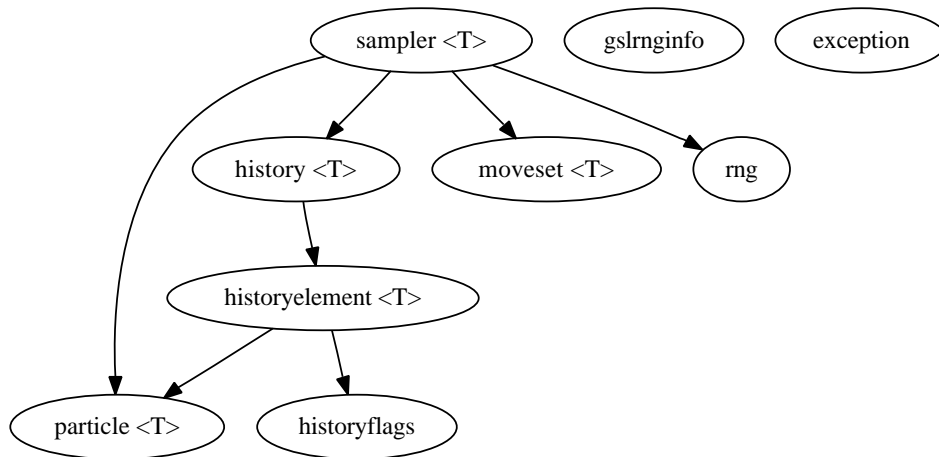 sampler <T>
gslrnginfo
exception
history <T>
moveset <T>
rng
historyelement <T>
particle <T>
historyflags